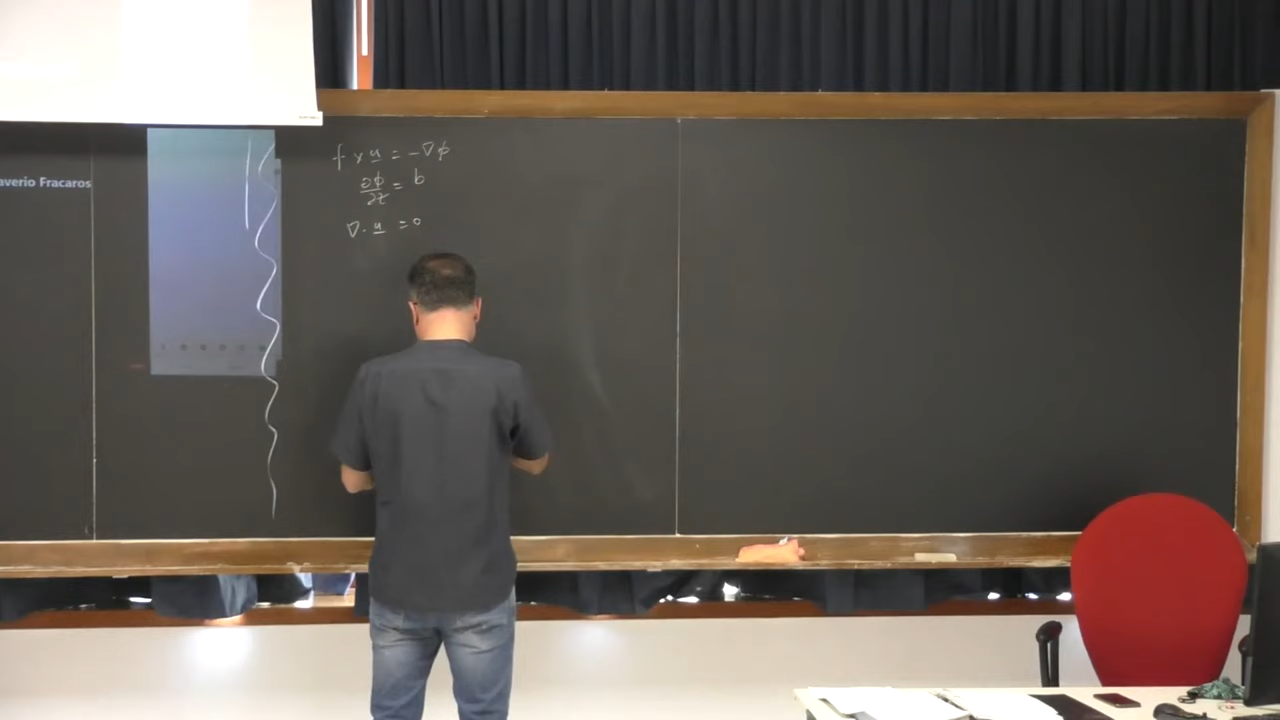 averio Fracaros
f × u = -∇ϕ
∂ϕ/∂z = b
∇ · u = 0